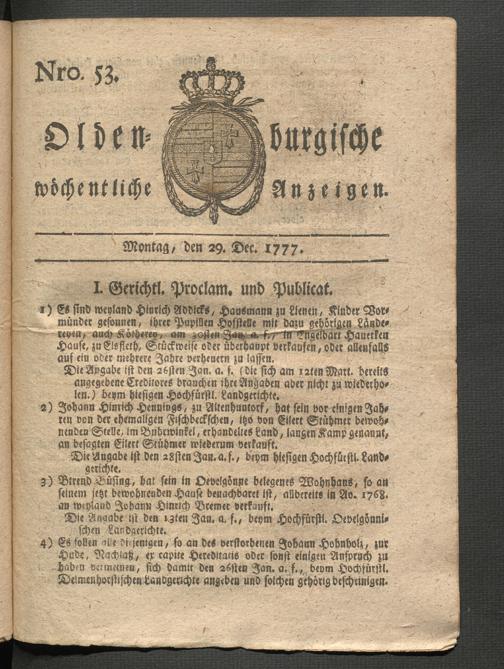 Nro. 53.
Olden- burgische
wöchentliche Anzeigen.
Montag, den 29. Dec. 1777.
I. Gerichtl. Proclam. und Publicat.
1) Es sind weyland Hinrich Addicks, Hausmann zu Lienen, Kinder Vor-
münder gesonnen, ihrer Pupillen Hofstelle mit dazu gehörigen Lände-
reyen, auch Kötherey, am 20sten Jan. a. f., in Engelbart Hauerken
Hause, zu Elsfleth, Stückweise oder überhaupt verkaufen, oder allenfalls
auf ein oder mehrere Jahre verheuern zu lassen.
Die Angabe ist den 26sten Jan. a. f. (die sich am 12ten Mart. bereits
angegebene Creditores brauchen ihre Angaben aber nicht zu wiederho-
len.) beym hiesigen Hochfürstl. Landgerichte.
2) Johann Hinrich Hennings, zu Altenhuntorf, hat sein vor einigen Jah-
ren von der ehemaligen Fischbeckschen, itzo von Eilert Stühmer bewoh-
nenden Stelle, im erhandeltes Land, langen Kamp genannt,
an besagten Eilert Stühmer wiederum verkauft.
Die Angabe ist den 28sten Jan. a. f., beym hiesigen Hochfürstl. Land-
gerichte.
3) Büsing, hat sein in Oevelgönne belegenes Wohnhaus, so an
seinem jetzt bewohnenden Hause benachbaret ist, allbereits in Ao. 1768.
an weyland Johann Hinrich Bremer verkauft.
Die Angabe ist den 13ten Jan. a. f., beym Hochfürstl. Oevelgönni-
schen Landgerichte.
4) Es sollen alle diejenigen, so an des verstorbenen Johann Hohnholz, zur
Hude, Nachlaß, ex capite Hereditatis oder sonst einigen Anspruch zu
haben vermeinen, sich damit den 26sten Jan. a. f., beym Hochfürstl.
Delmenhorstischen Landgerichte angeben und solchen gehörig bescheinigen.